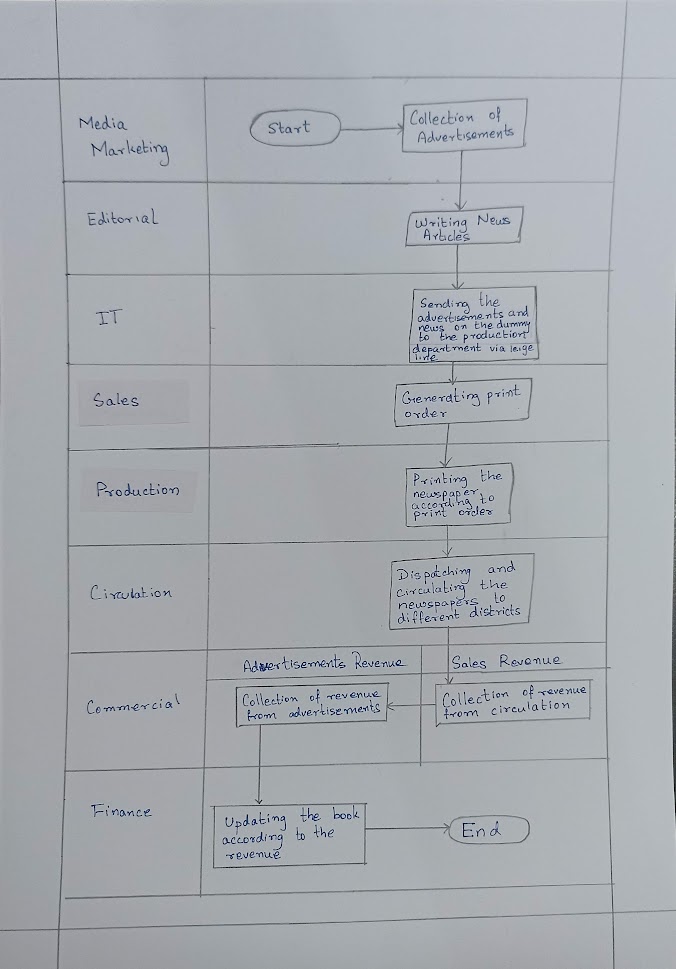 Media
Marketing
Start
Collection of
Advertisements
Editorial
Writing News
Articles
IT
Sending the
advertisements and
news on the dummy
to the production
department via leige
line
Sales
Generating print
order
Production
Printing the
newspaper
according to
print order
Circulation
Dispatching and
circulating the
newspapers to
different districts
Advertisements Revenue
Sales Revenue
Commercial
Collection of revenue
from advertisements
Collection of revenue
from circulation
Finance
Updating the book
according to the
revenue
End